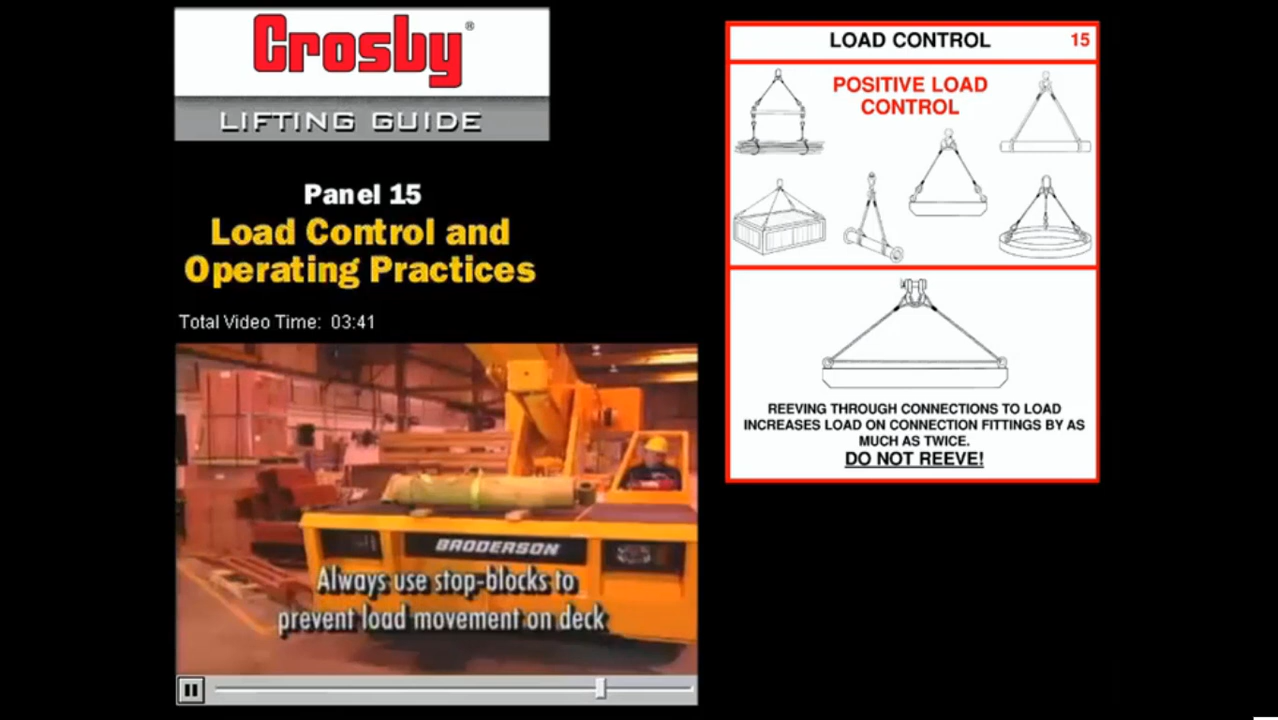 Crosby®
LIFTING GUIDE
Panel 15
Load Control and
Operating Practices
Total Video Time: 03:41
BRODERSON
Always use stop-blocks to
prevent load movement on deck
LOAD CONTROL 15
POSITIVE LOAD
CONTROL
REEVING THROUGH CONNECTIONS TO LOAD
INCREASES LOAD ON CONNECTION FITTINGS BY AS
MUCH AS TWICE.
DO NOT REEVE!